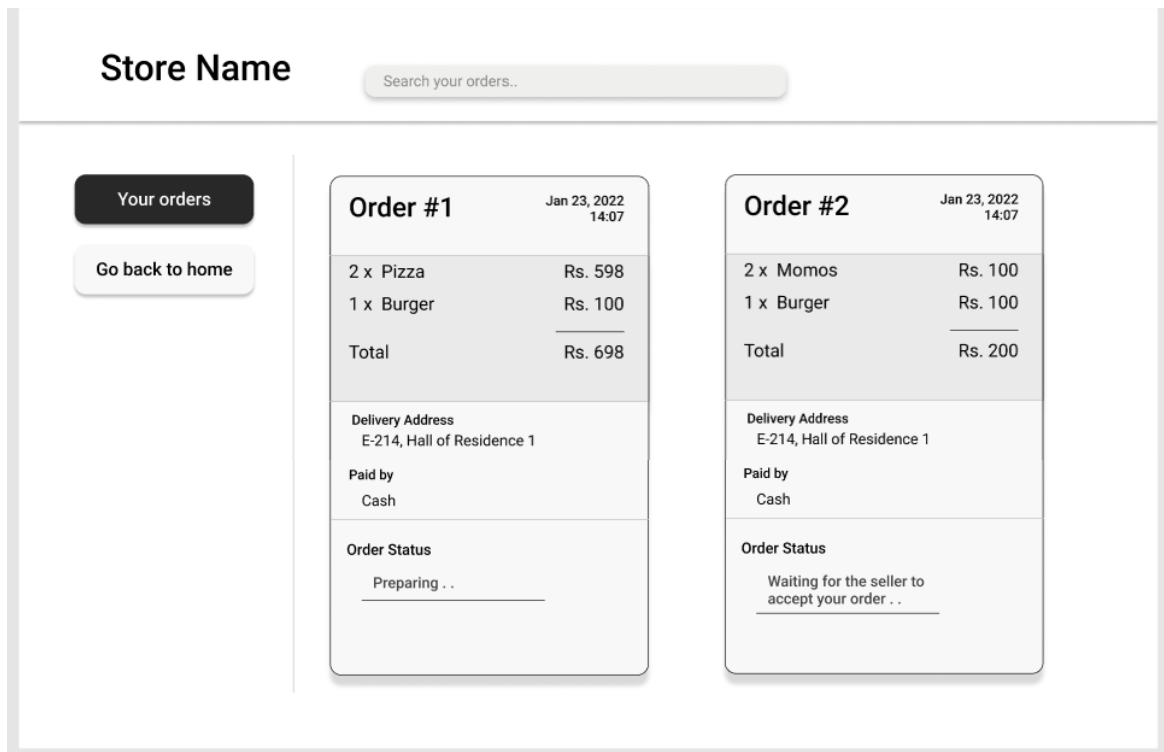 Store Name
Search your orders..
Your orders
Go back to home
Order #1
Jan 23, 2022
14:07
2 x Pizza Rs. 598
1 x Burger Rs. 100
Total Rs. 698
Delivery Address
E-214, Hall of Residence 1
Paid by
Cash
Order Status
Preparing . .
Order #2
Jan 23, 2022
14:07
2 x Momos Rs. 100
1 x Burger Rs. 100
Total Rs. 200
Delivery Address
E-214, Hall of Residence 1
Paid by
Cash
Order Status
Waiting for the seller to
accept your order . .